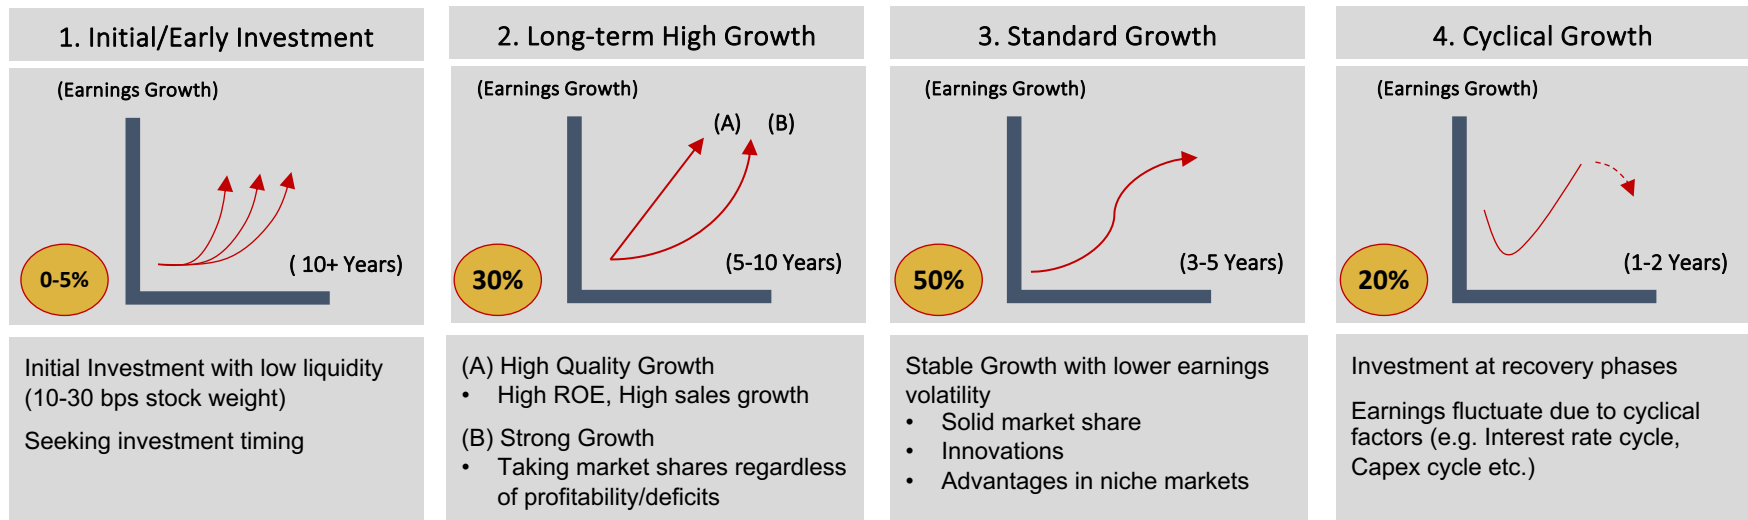 1. Initial/Early Investment
(Earnings Growth)
0-5%
( 10+ Years)
Initial Investment with low liquidity
(10-30 bps stock weight)
Seeking investment timing
2. Long-term High Growth
(Earnings Growth)
(A)
(B)
30%
(5-10 Years)
(A) High Quality Growth
• High ROE, High sales growth
(B) Strong Growth
• Taking market shares regardless
of profitability/deficits
3. Standard Growth
(Earnings Growth)
50%
(3-5 Years)
Stable Growth with lower earnings
volatility
• Solid market share
• Innovations
• Advantages in niche markets
4. Cyclical Growth
(Earnings Growth)
20%
(1-2 Years)
Investment at recovery phases
Earnings fluctuate due to cyclical
factors (e.g. Interest rate cycle,
Capex cycle etc.)